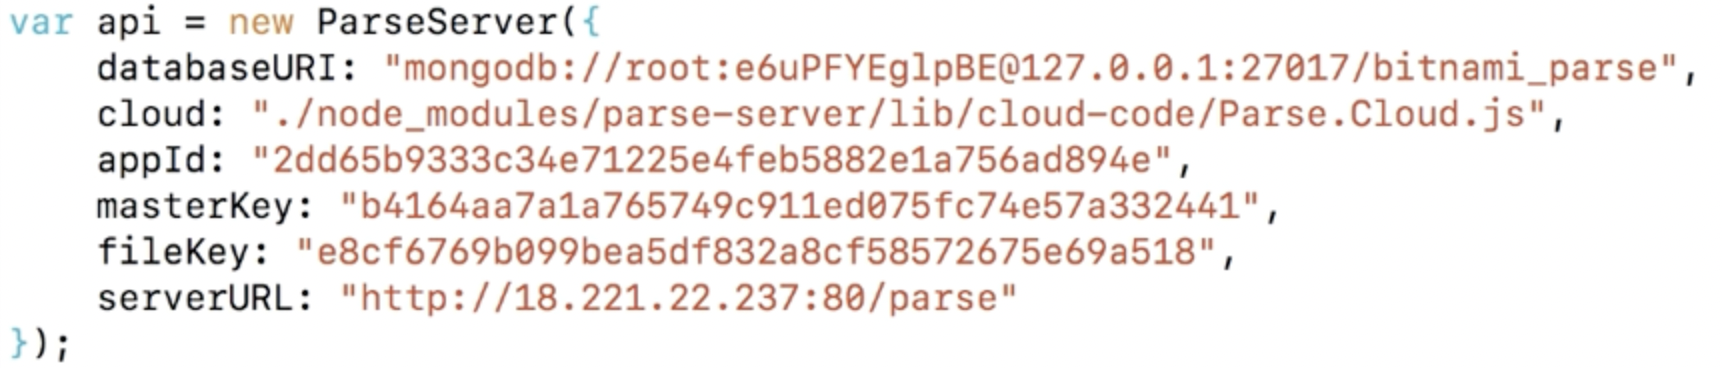 var api = new ParseServer({
    databaseURI: "mongodb://root:e6uPFYEglpBE@127.0.0.1:27017/bitnami_parse",
    cloud: "./node_modules/parse-server/lib/cloud-code/Parse.Cloud.js",
    appId: "2dd65b9333c34e71225e4feb5882e1a756ad894e",
    masterKey: "b4164aa7a1a765749c911ed075fc74e57a332441",
    fileKey: "e8cf6769b099bea5df832a8cf58572675e69a518",
    serverURL: "http://18.221.22.237:80/parse"
});